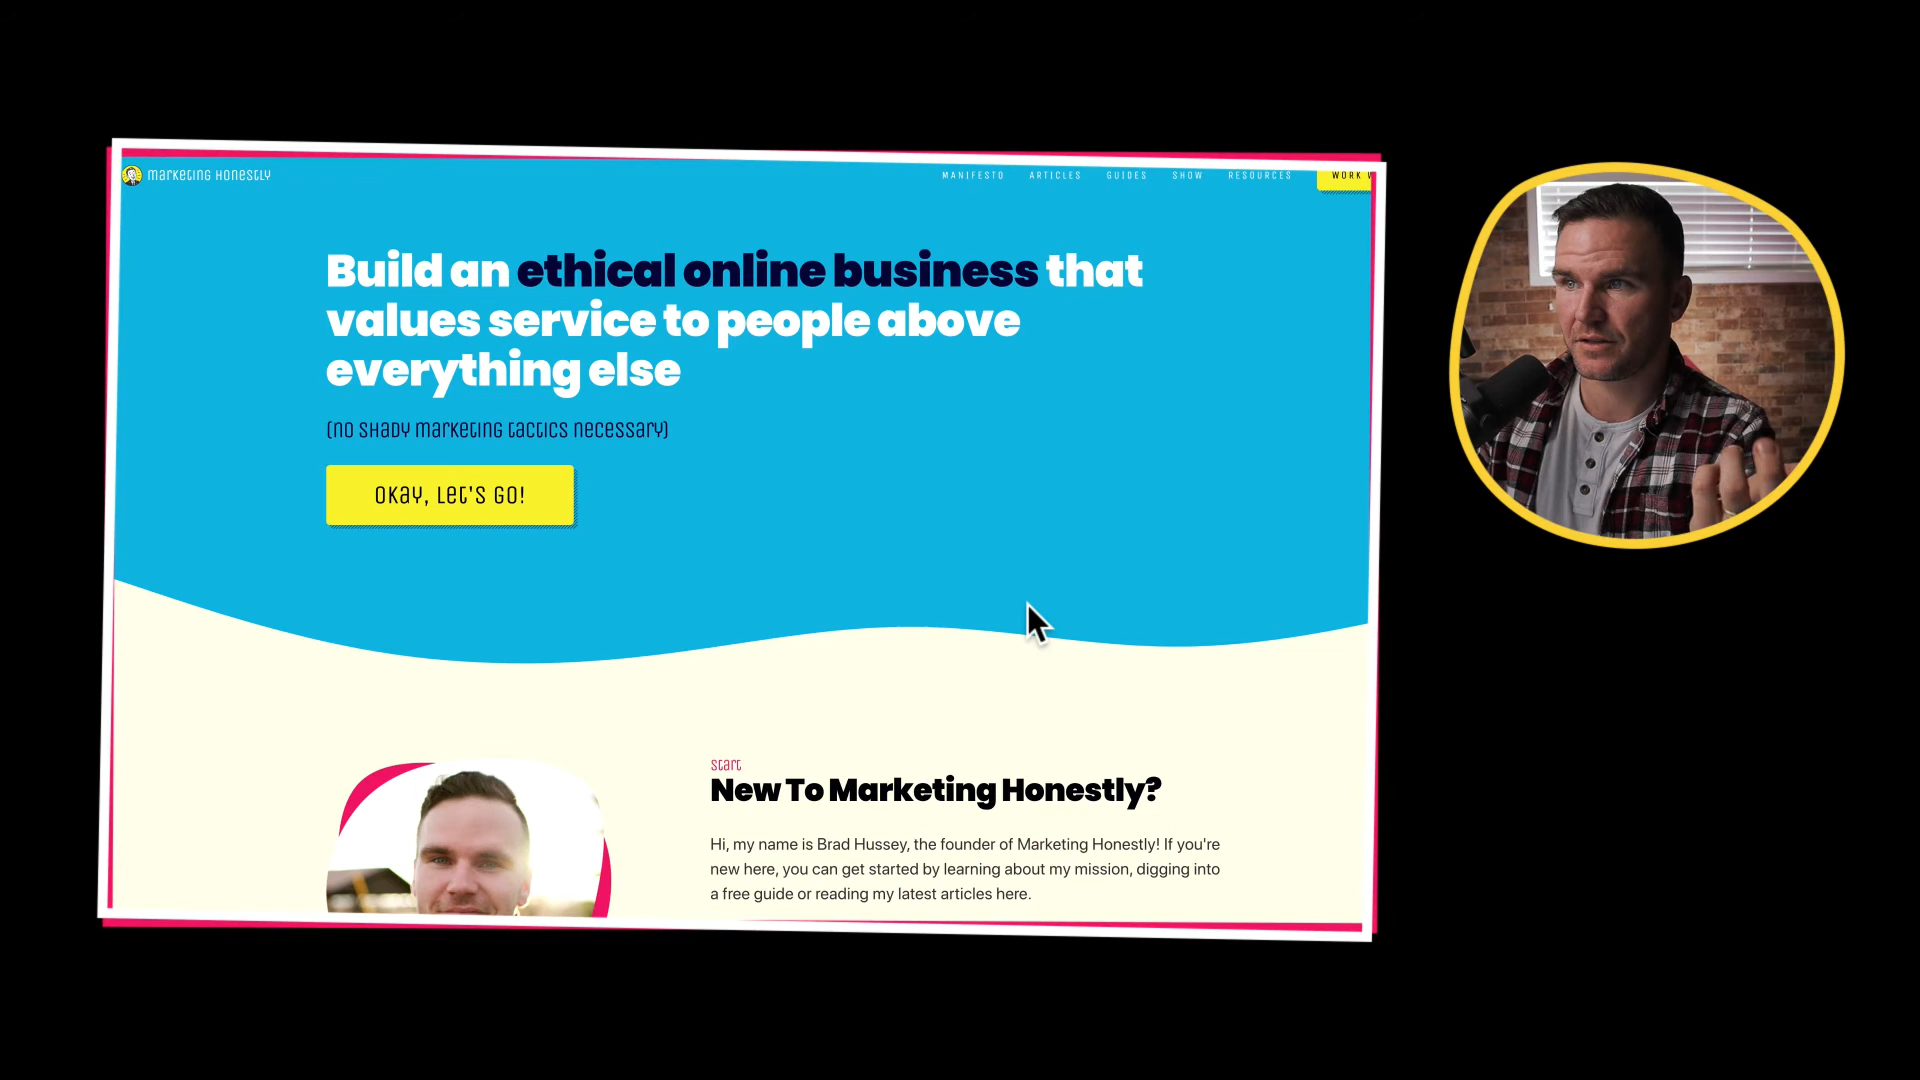 marketing Honestly
MANIFESTO ARTICLES GUIDES SHOW RESOURCES WORK
Build an ethical online business that
values service to people above
everything else
(no shady marketing tactics necessary)
Okay, Let's Go!
Start
New To Marketing Honestly?
Hi, my name is Brad Hussey, the founder of Marketing Honestly! If you're
new here, you can get started by learning about my mission, digging into
a free guide or reading my latest articles here.